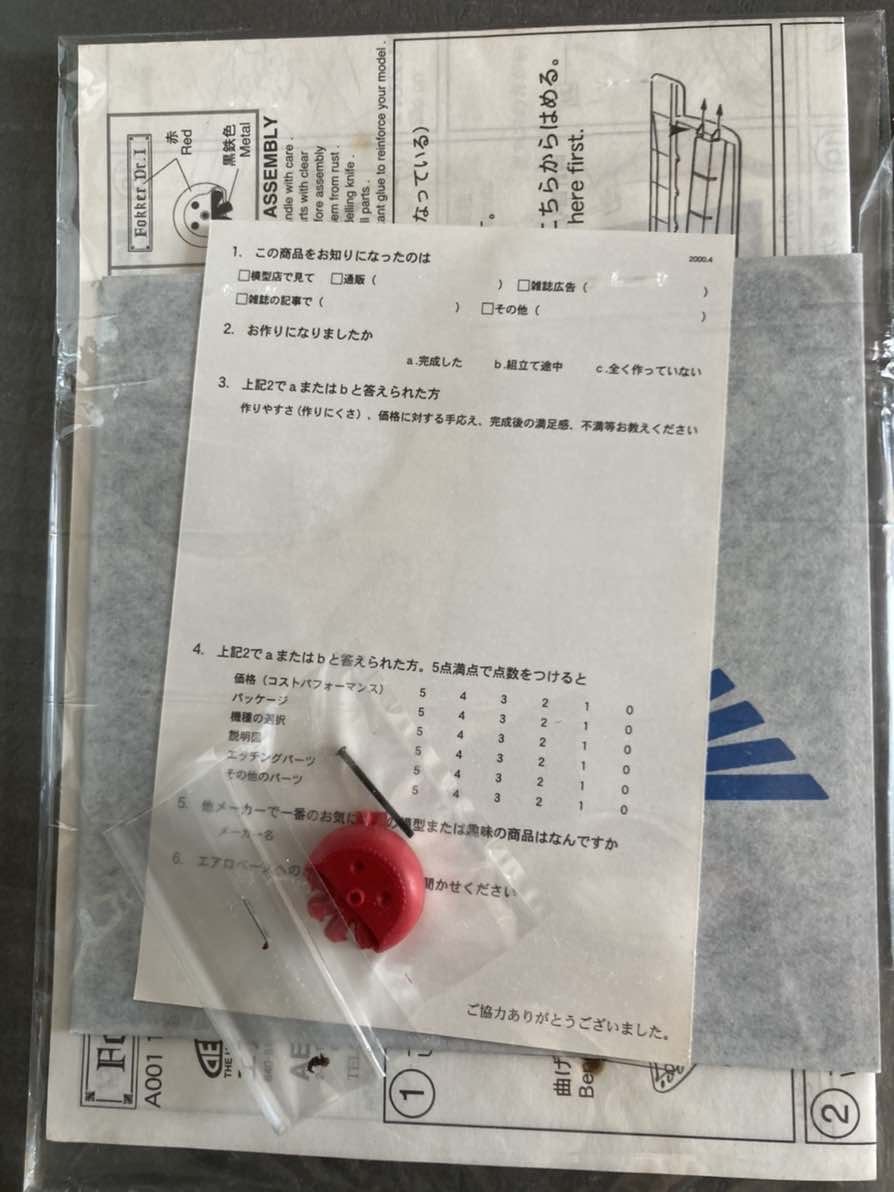 Fokker Dr.I
赤
Red
黒鉄色
Metal
ASSEMBLY
ndle with care .
rts with clear
fore assembly
em from rust .
elling knife .
ll parts .
ant glue to reinforce your model .
なっている)
。
こちらからはじめる。
here first.
1. この商品をお知りになったのは
2000.4
□模型店で見て □通販 ( ) □雑誌広告 ( )
□雑誌の記事で ( ) □その他 ( )
2. お作りになりましたか
a.完成した b.組立て途中 c.全く作っていない
3. 上記2でaまたはbと答えられた方
作りやすさ(作りにくさ)、価格に対する手応え、完成後の満足感、不満等お教えください
4. 上記2でaまたはbと答えられた方。5点満点で点数をつけると
価格 (コストパフォーマンス) 5 4 3 2 1 0
パッケージ 5 4 3 2 1 0
機種の選択 5 4 3 2 1 0
説明図 5 4 3 2 1 0
エッチングパーツ 5 4 3 2 1 0
その他のパーツ 5 4 3 2 1 0
5. 他メーカーで一番のお気に の模型または趣味の商品はなんですか
メーカー名
6. エアロベースへの 聞かせください
ご協力ありがとうございました。
Fo
A001
THE
AE
TEL
1
曲げ
Be
2